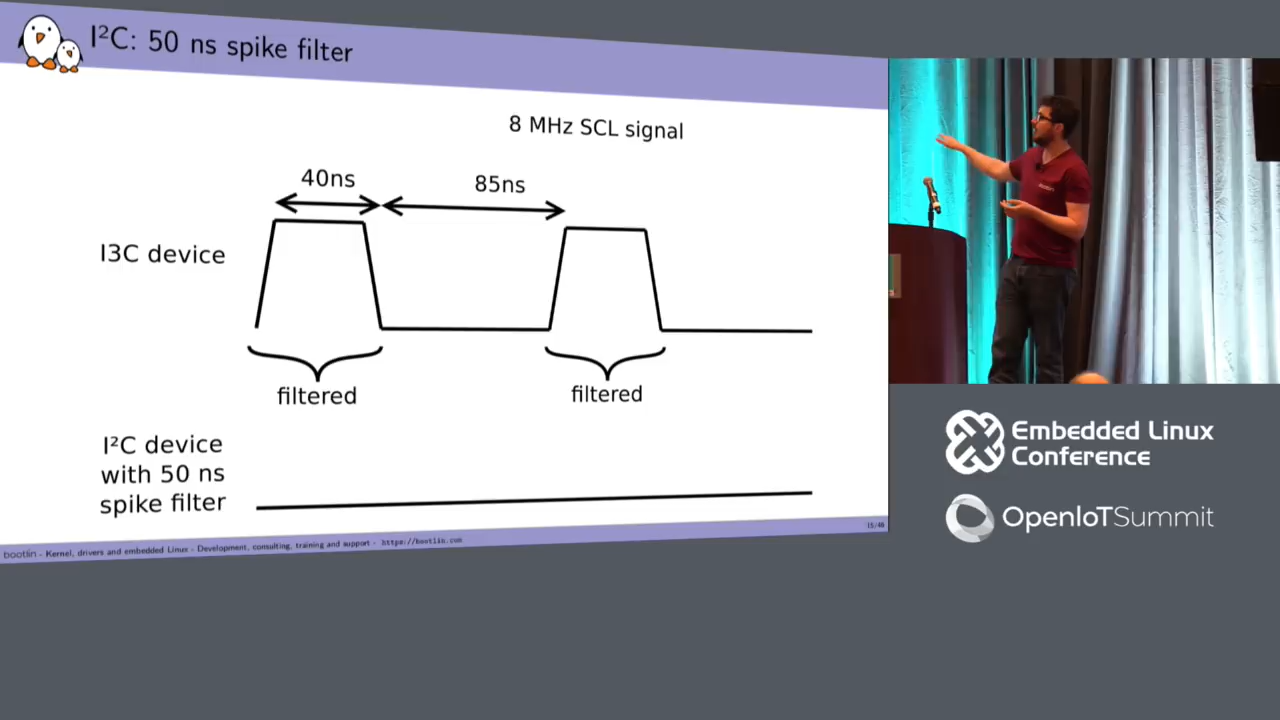 I²C: 50 ns spike filter
8 MHz SCL signal
40ns
85ns
I3C device
filtered
filtered
I²C device
with 50 ns
spike filter
bootlin - Kernel, drivers and embedded Linux - Development, consulting, training and support - https://bootlin.com
15/40
Embedded Linux
Conference
OpenIoTSummit